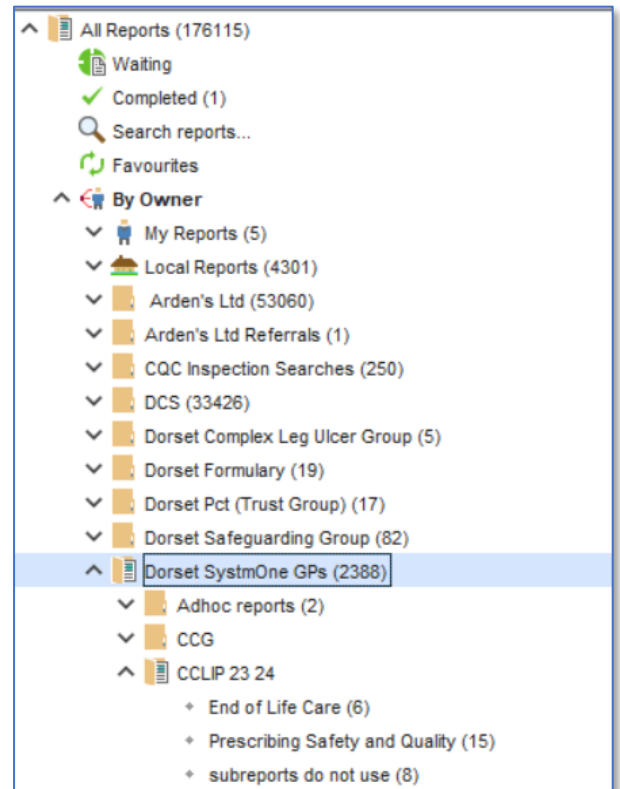 All Reports (176115)
Waiting
Completed (1)
Search reports...
Favourites
By Owner
My Reports (5)
Local Reports (4301)
Arden's Ltd (53060)
Arden's Ltd Referrals (1)
CQC Inspection Searches (250)
DCS (33426)
Dorset Complex Leg Ulcer Group (5)
Dorset Formulary (19)
Dorset Pct (Trust Group) (17)
Dorset Safeguarding Group (82)
Dorset SystmOne GPs (2388)
Adhoc reports (2)
CCG
CCLIP 23 24
End of Life Care (6)
Prescribing Safety and Quality (15)
subreports do not use (8)